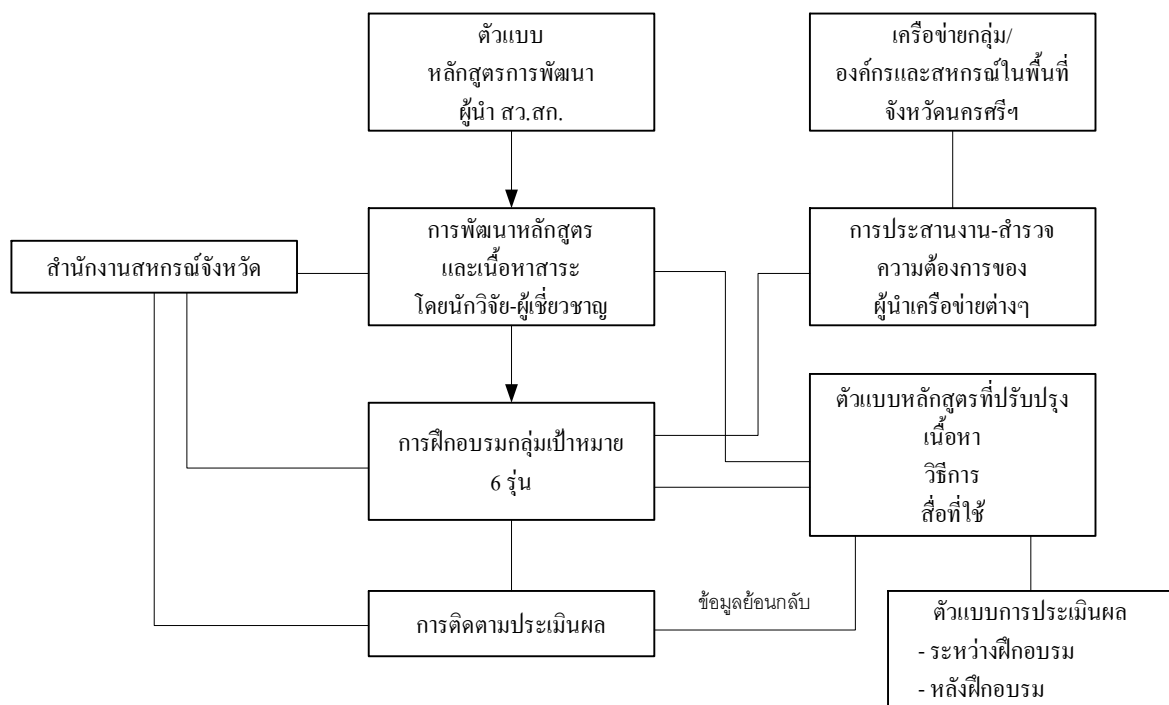 ตัวแบบ
หลักสูตรการพัฒนา
ผู้นำ สว.สก.
เครือข่ายกลุ่ม/
องค์กรและสหกรณ์ในพื้นที่
จังหวัดนครศรีฯ
สำนักงานสหกรณ์จังหวัด
การพัฒนาหลักสูตร
และเนื้อหาสาระ
โดยนักวิจัย-ผู้เชี่ยวชาญ
การประสานงาน-สำรวจ
ความต้องการของ
ผู้นำเครือข่ายต่างๆ
การฝึกอบรมกลุ่มเป้าหมาย
6 รุ่น
ตัวแบบหลักสูตรที่ปรับปรุง
เนื้อหา
วิธีการ
สื่อที่ใช้
การติดตามประเมินผล
ข้อมูลย้อนกลับ
ตัวแบบการประเมินผล
- ระหว่างฝึกอบรม
- หลังฝึกอบรม